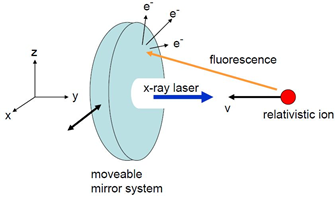 e-
e-
e-
z
y
x
fluorescence
x-ray laser
v
relativistic ion
moveable
mirror system